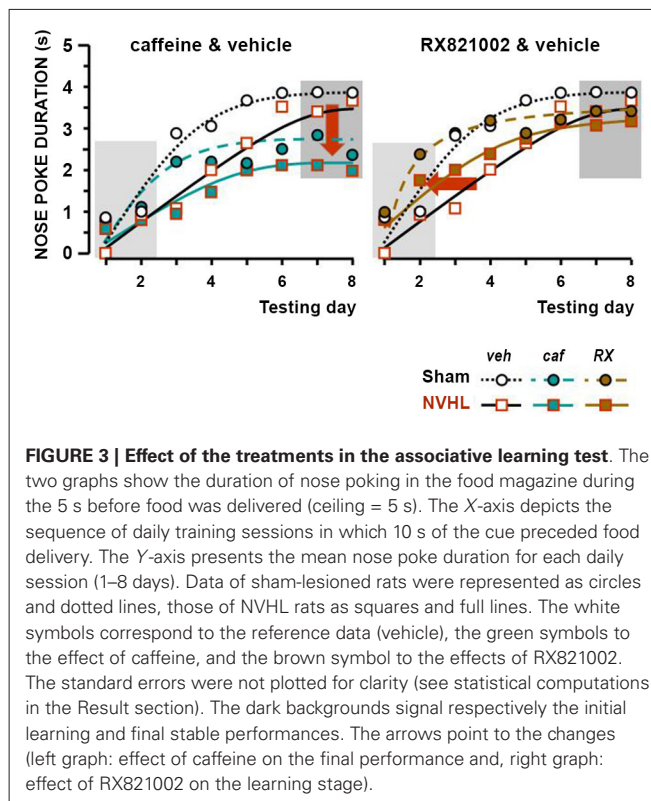 caffeine & vehicle
RX821002 & vehicle
NOSE POKE DURATION (s)
5
4
3
2
1
0
2 4 6 8
2 4 6 8
Testing day
Testing day
veh caf RX
Sham
NVHL
FIGURE 3 | Effect of the treatments in the associative learning test. The
two graphs show the duration of nose poking in the food magazine during
the 5 s before food was delivered (ceiling = 5 s). The X-axis depicts the
sequence of daily training sessions in which 10 s of the cue preceded food
delivery. The Y-axis presents the mean nose poke duration for each daily
session (1–8 days). Data of sham-lesioned rats were represented as circles
and dotted lines, those of NVHL rats as squares and full lines. The white
symbols correspond to the reference data (vehicle), the green symbols to
the effect of caffeine, and the brown symbol to the effects of RX821002.
The standard errors were not plotted for clarity (see statistical computations
in the Result section). The dark backgrounds signal respectively the initial
learning and final stable performances. The arrows point to the changes
(left graph: effect of caffeine on the final performance and, right graph:
effect of RX821002 on the learning stage).